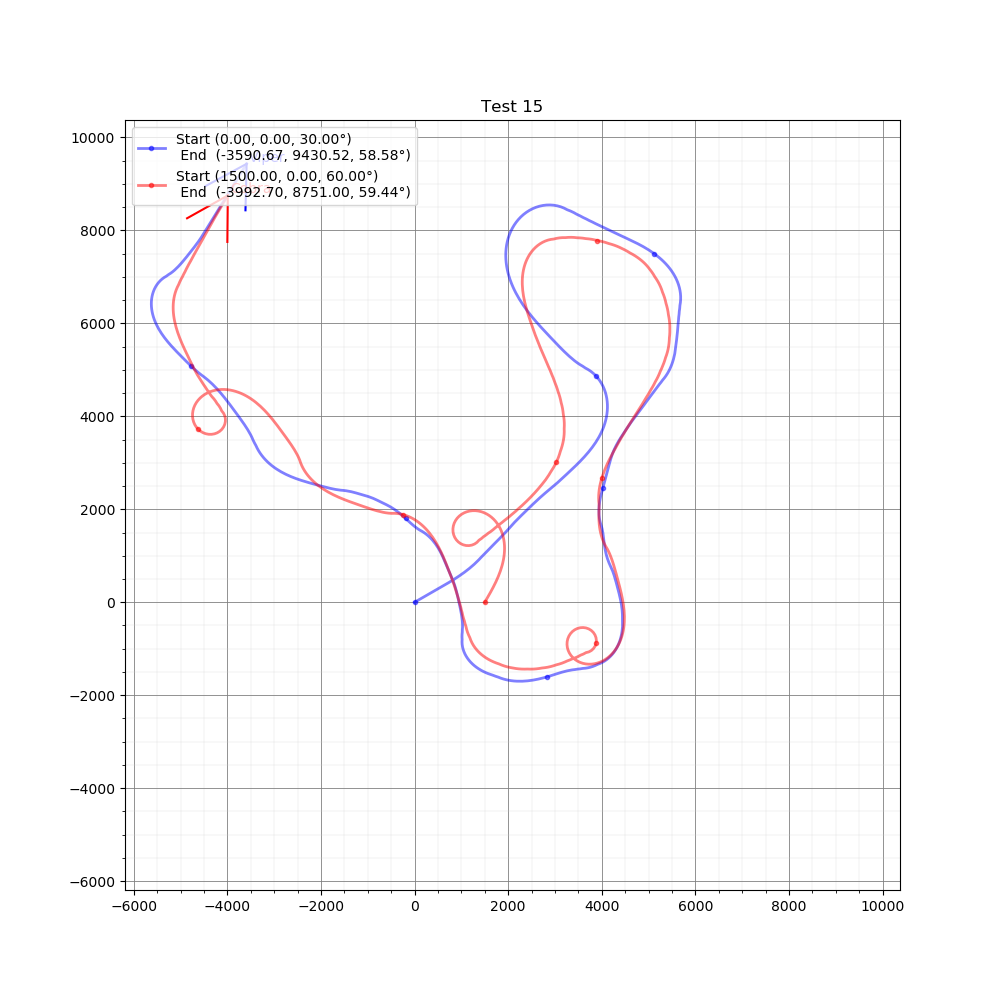 Test 15
Start (0.00, 0.00, 30.00°)
End  (-3590.67, 9430.52, 58.58°)
Start (1500.00, 0.00, 60.00°)
End  (-3992.70, 8751.00, 59.44°)
10000
8000
6000
4000
2000
0
−2000
−4000
−6000
−6000 −4000 −2000 0 2000 4000 6000 8000 10000